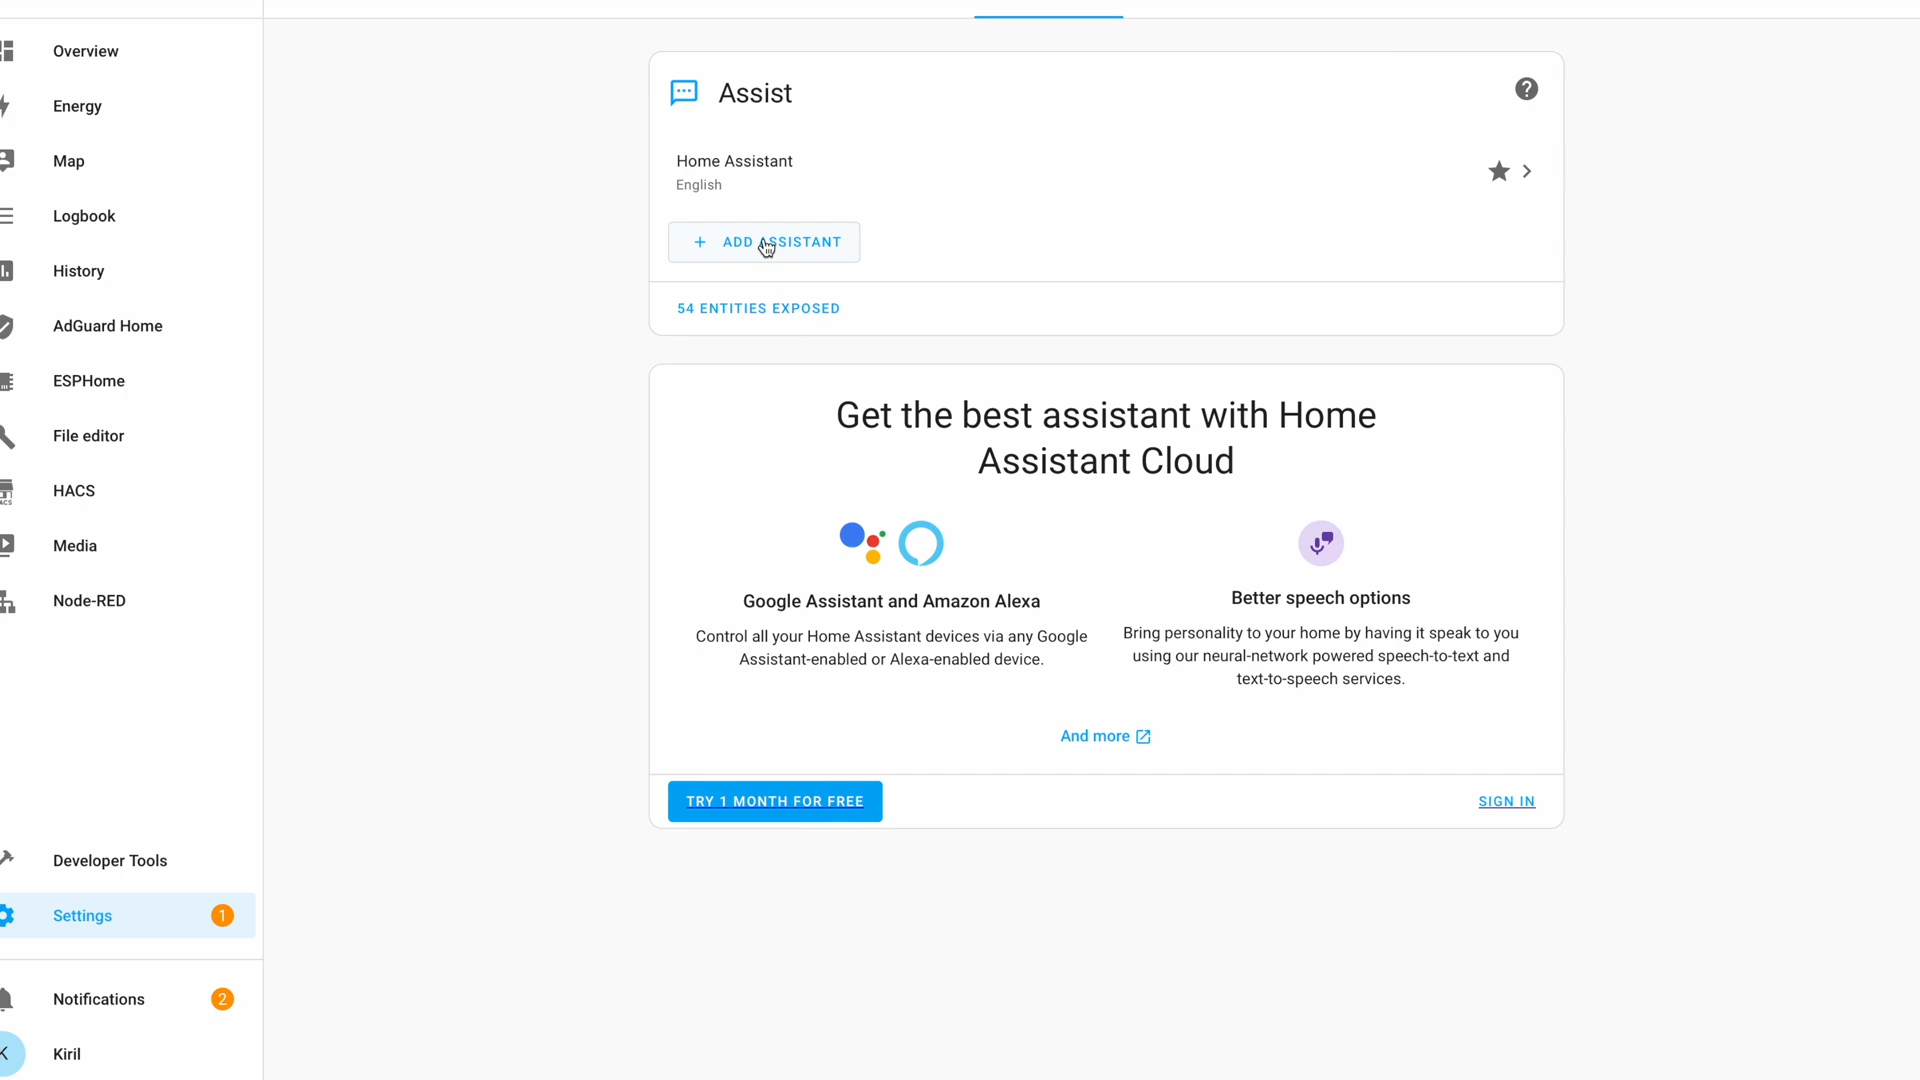 Overview
Energy
Map
Logbook
History
AdGuard Home
ESPHome
File editor
HACS
Media
Node-RED
Developer Tools
Settings 1
Notifications 2
K Kiril
Assist
Home Assistant
English
+ ADD ASSISTANT
54 ENTITIES EXPOSED
Get the best assistant with Home
Assistant Cloud
Google Assistant and Amazon Alexa
Control all your Home Assistant devices via any Google
Assistant-enabled or Alexa-enabled device.
Better speech options
Bring personality to your home by having it speak to you
using our neural-network powered speech-to-text and
text-to-speech services.
And more
TRY 1 MONTH FOR FREE
SIGN IN